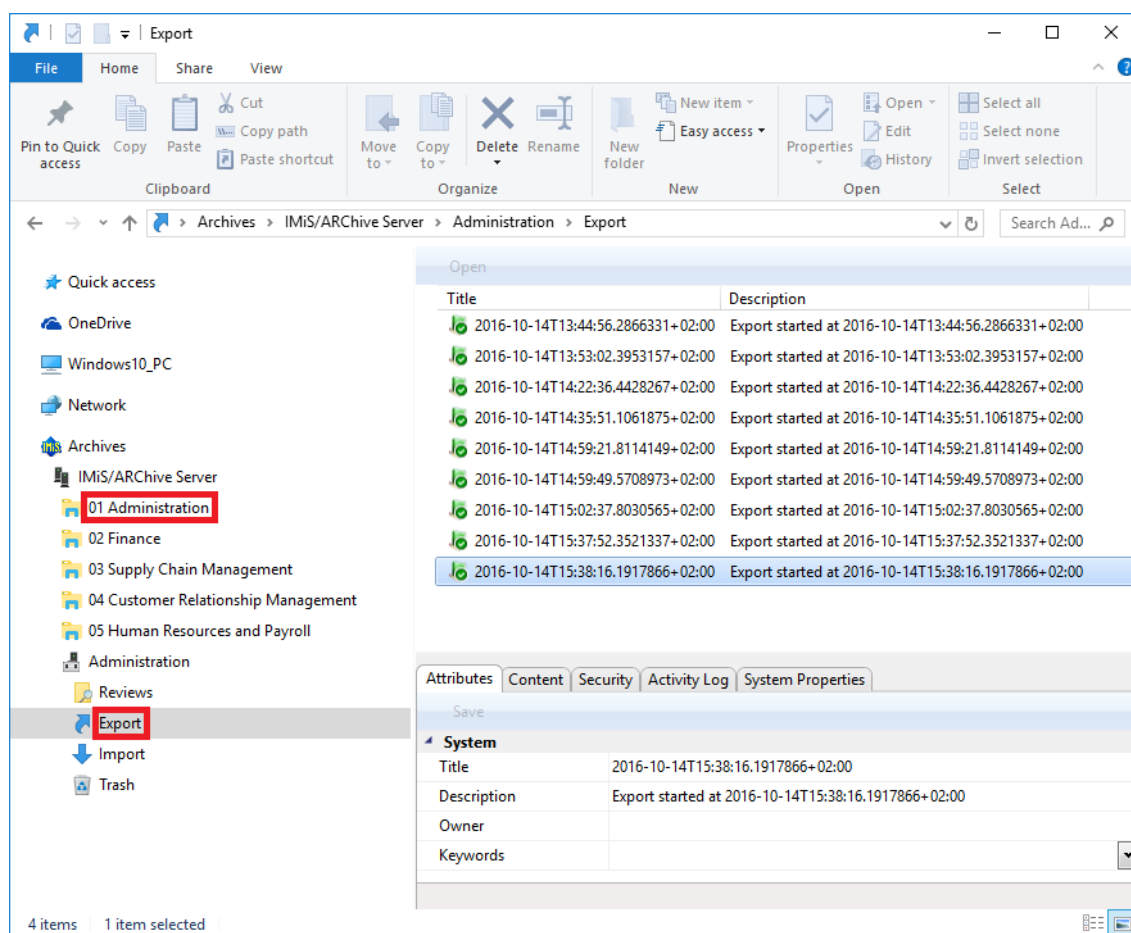 Export
File Home Share View
Pin to Quick access
Copy
Paste
Cut
Copy path
Paste shortcut
Clipboard
Move to
Copy to
Delete
Rename
Organize
New folder
New item
Easy access
New
Properties
Open
Edit
History
Open
Select all
Select none
Invert selection
Select
Archives > IMiS/ARChive Server > Administration > Export
Search Ad...
Quick access
OneDrive
Windows10_PC
Network
Archives
IMiS/ARChive Server
01 Administration
02 Finance
03 Supply Chain Management
04 Customer Relationship Management
05 Human Resources and Payroll
Administration
Reviews
Export
Import
Trash
Open
Title Description
2016-10-14T13:44:56.2866331+02:00 Export started at 2016-10-14T13:44:56.2866331+02:00
2016-10-14T13:53:02.3953157+02:00 Export started at 2016-10-14T13:53:02.3953157+02:00
2016-10-14T14:22:36.4428267+02:00 Export started at 2016-10-14T14:22:36.4428267+02:00
2016-10-14T14:35:51.1061875+02:00 Export started at 2016-10-14T14:35:51.1061875+02:00
2016-10-14T14:59:21.8114149+02:00 Export started at 2016-10-14T14:59:21.8114149+02:00
2016-10-14T14:59:49.5708973+02:00 Export started at 2016-10-14T14:59:49.5708973+02:00
2016-10-14T15:02:37.8030565+02:00 Export started at 2016-10-14T15:02:37.8030565+02:00
2016-10-14T15:37:52.3521337+02:00 Export started at 2016-10-14T15:37:52.3521337+02:00
2016-10-14T15:38:16.1917866+02:00 Export started at 2016-10-14T15:38:16.1917866+02:00
Attributes Content Security Activity Log System Properties
Save
System
Title 2016-10-14T15:38:16.1917866+02:00
Description Export started at 2016-10-14T15:38:16.1917866+02:00
Owner
Keywords
4 items 1 item selected